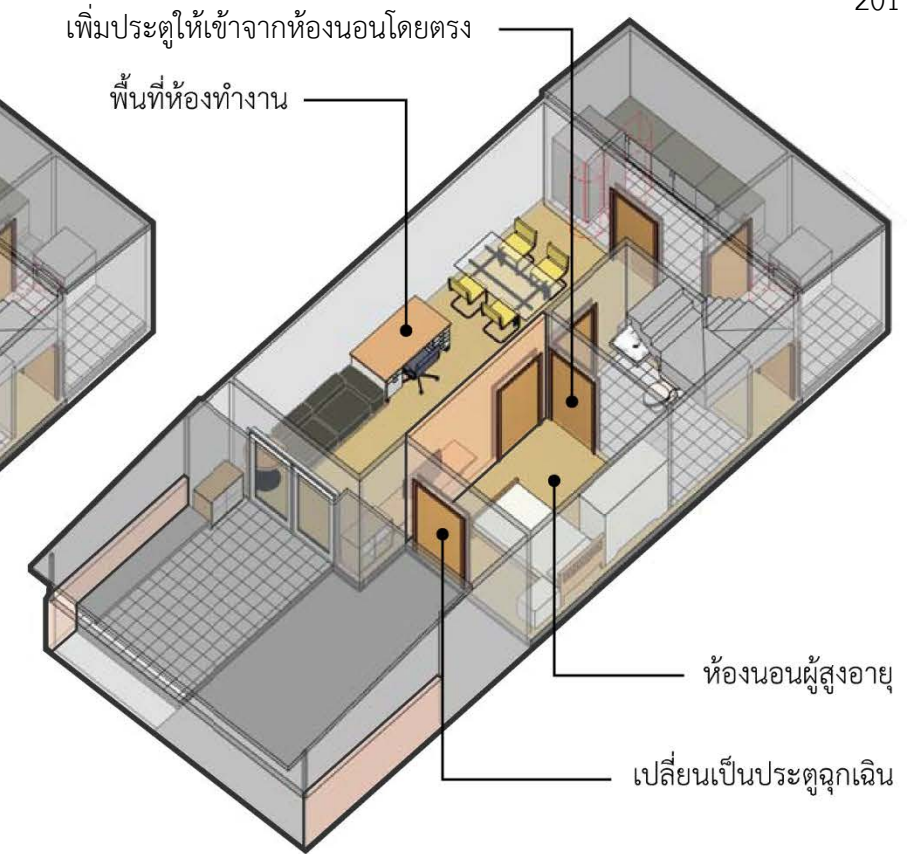 201
เพิ่มประตูให้เข้าจากห้องนอนโดยตรง
พื้นที่ห้องทำงาน
ห้องนอนผู้สูงอายุ
เปลี่ยนเป็นประตูฉุกเฉิน